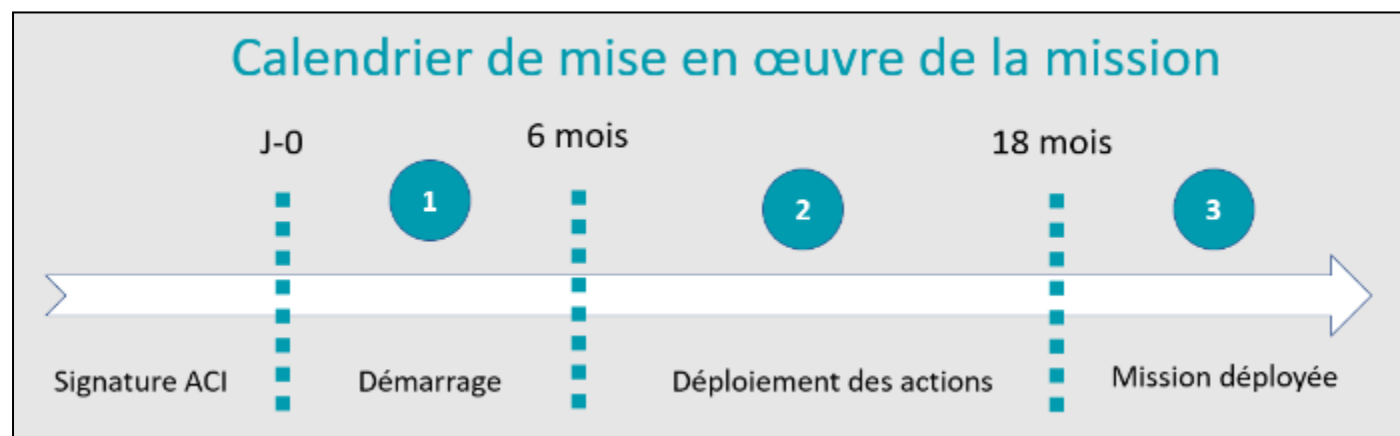 Calendrier de mise en œuvre de la mission
J-0
6 mois
18 mois
1
2
3
Signature ACI
Démarrage
Déploiement des actions
Mission déployée